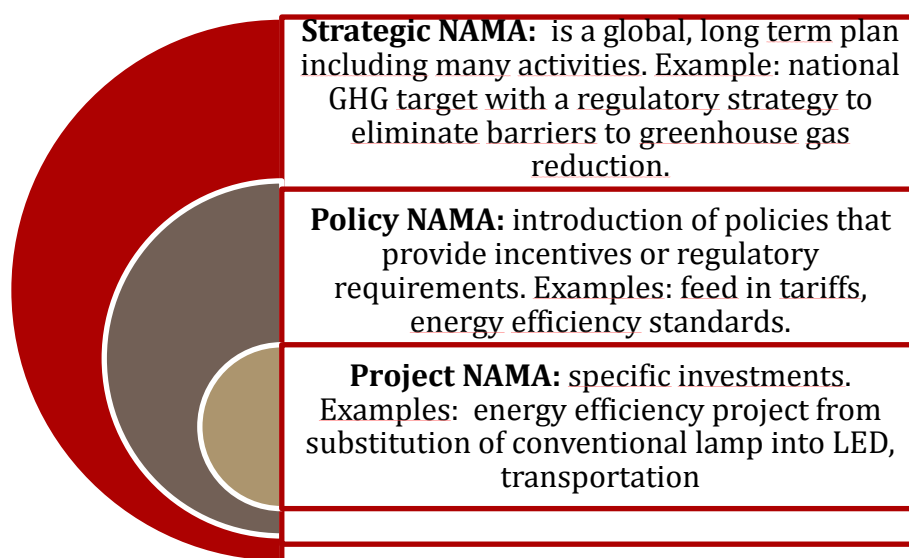 Strategic NAMA:  is a global, long term plan
including many activities. Example: national
GHG target with a regulatory strategy to
eliminate barriers to greenhouse gas
reduction.
Policy NAMA: introduction of policies that
provide incentives or regulatory
requirements. Examples: feed in tariffs,
energy efficiency standards.
Project NAMA: specific investments.
Examples:  energy efficiency project from
substitution of conventional lamp into LED,
transportation